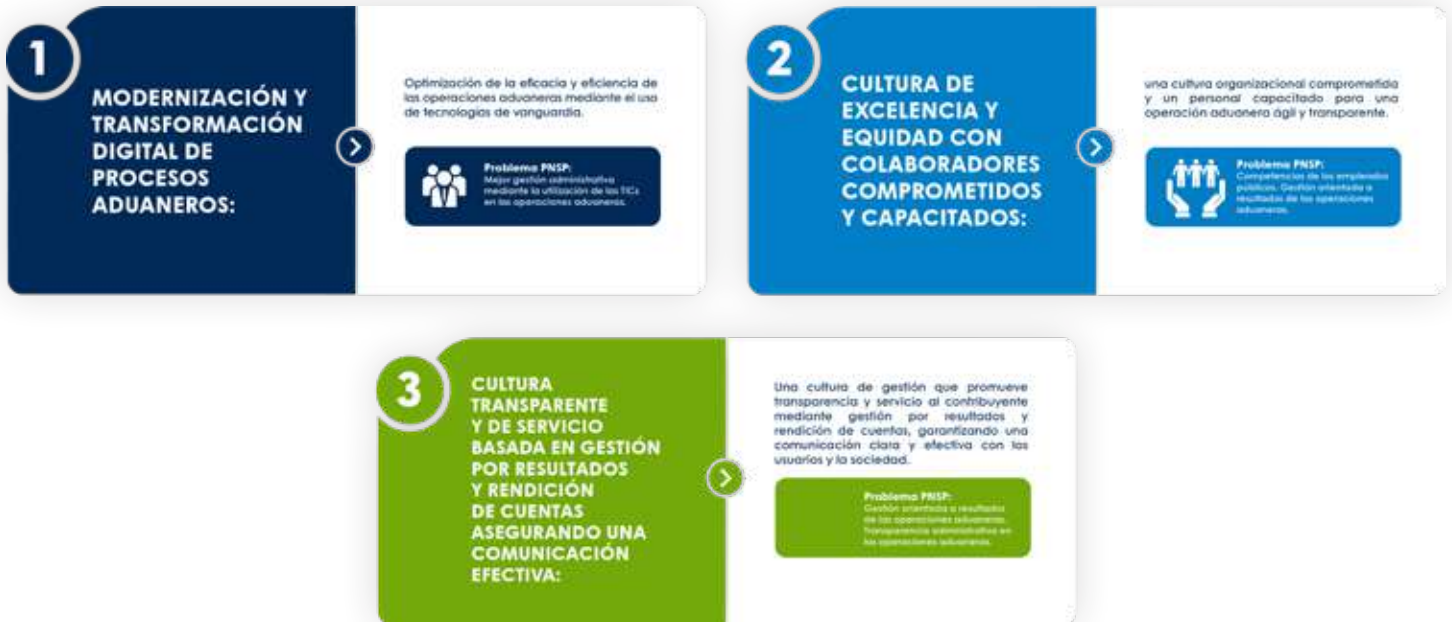 1
MODERNIZACIÓN Y
TRANSFORMACIÓN
DIGITAL DE
PROCESOS
ADUANEROS:
Optimización de la eficacia y eficiencia de
las operaciones aduaneras mediante el uso
de tecnologías de vanguardia.
Problema PNSP:
Mejor gestión administrativa
mediante la utilización de las TICs
en las operaciones aduaneras.
2
CULTURA DE
EXCELENCIA Y
EQUIDAD CON
COLABORADORES
COMPROMETIDOS
Y CAPACITADOS:
una cultura organizacional comprometida
y un personal capacitado para una
operación aduanera ágil y transparente.
Problema PNSP:
Competencias de los empleados
públicos. Gestión orientada a
resultados de las operaciones
aduaneras.
3
CULTURA
TRANSPARENTE
Y DE SERVICIO
BASADA EN GESTIÓN
POR RESULTADOS
Y RENDICIÓN
DE CUENTAS
ASEGURANDO UNA
COMUNICACIÓN
EFECTIVA:
Una cultura de gestión que promueve
transparencia y servicio al contribuyente
mediante gestión por resultados y
rendición de cuentas, garantizando una
comunicación clara y efectiva con los
usuarios y la sociedad.
Problema PNSP:
Gestión orientada a resultados
de las operaciones aduaneras.
Transparencia administrativa en
las operaciones aduaneras.